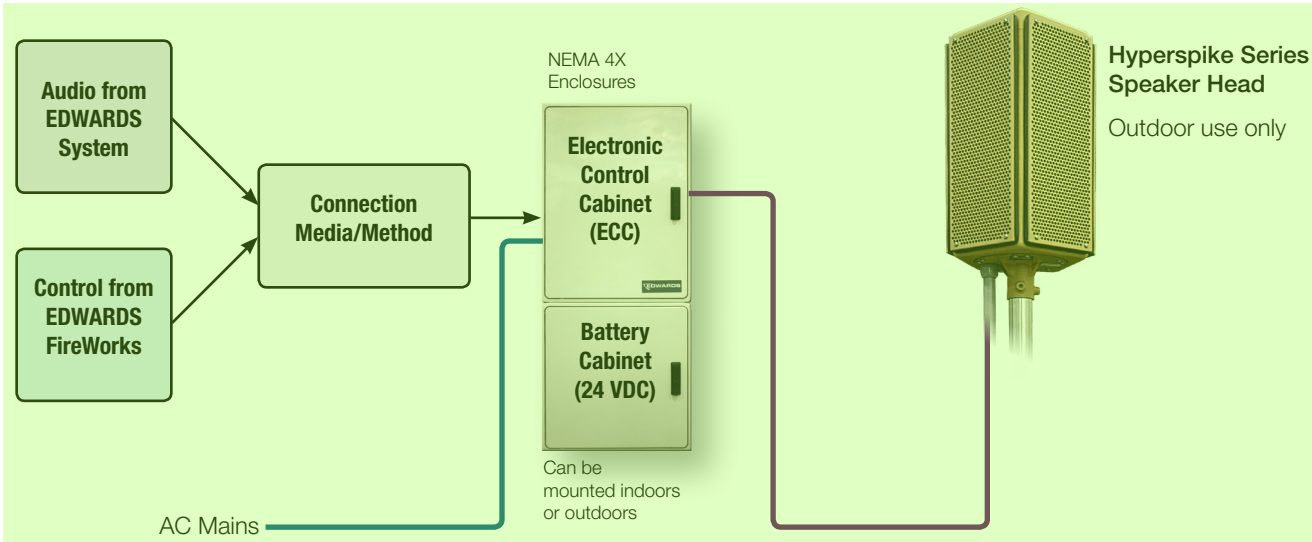 Audio from
EDWARDS
System
Control from
EDWARDS
FireWorks
Connection
Media/Method
NEMA 4X
Enclosures
Electronic
Control
Cabinet
(ECC)
EDWARDS
Battery
Cabinet
(24 VDC)
Can be
mounted indoors
or outdoors
AC Mains
Hyperspike Series
Speaker Head
Outdoor use only